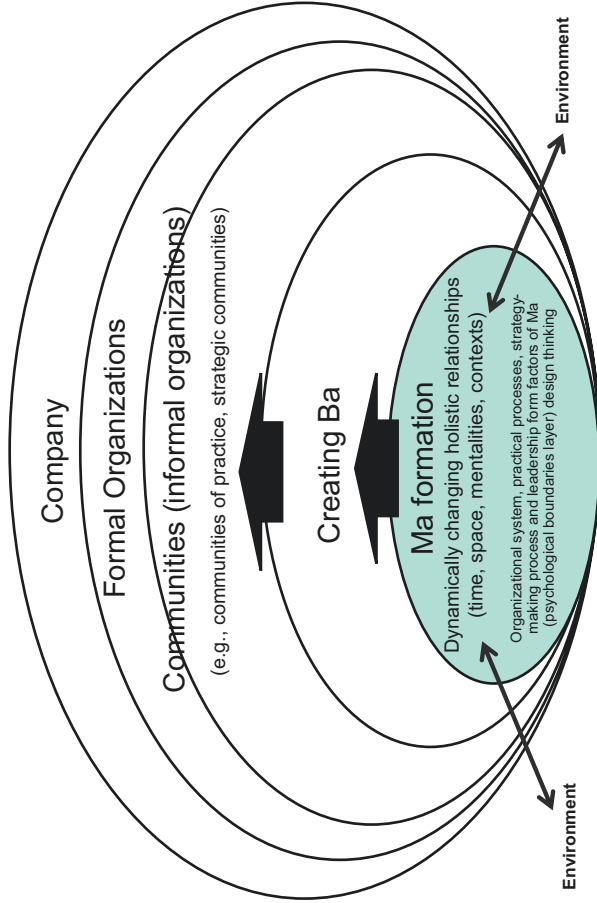 Company
Formal Organizations
Communities (informal organizations)
(e.g., communities of practice, strategic communities)
Creating Ba
Ma formation
Dynamically changing holistic relationships
(time, space, mentalities, contexts)
Organizational system, practical processes, strategy-
making process and leadership form factors of Ma
(psychological boundaries layer) design thinking
Environment
Environment